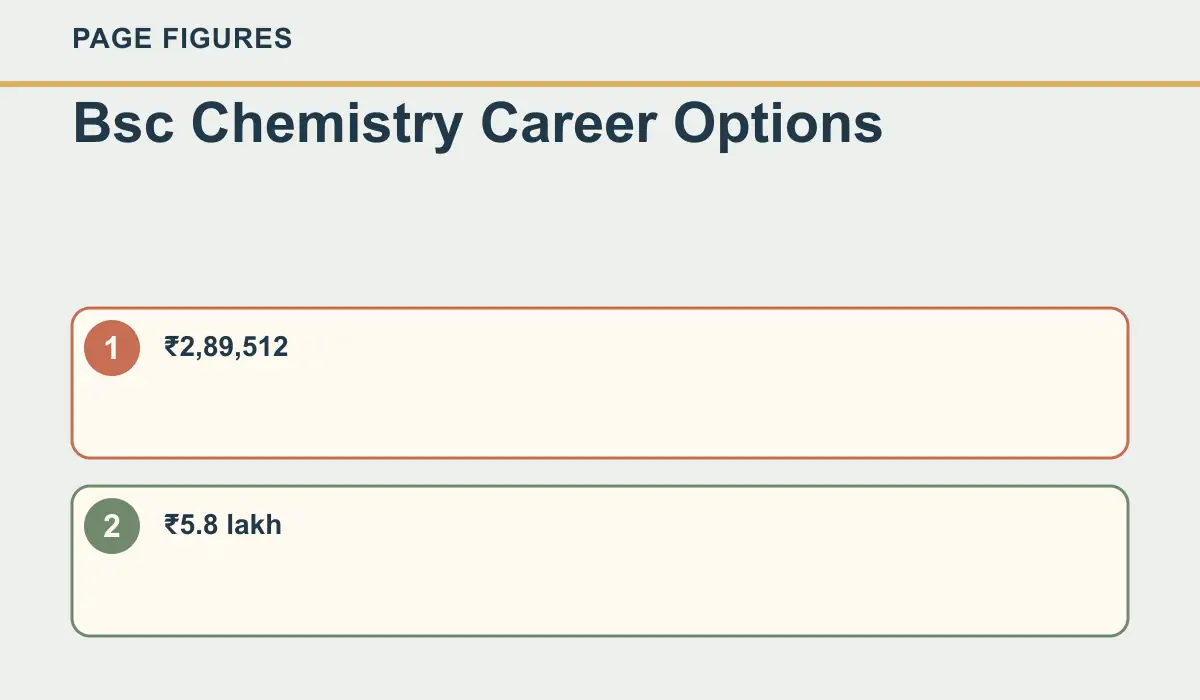 PAGE FIGURES
Bsc Chemistry Career Options
1
₹2,89,512
2
₹5.8 lakh